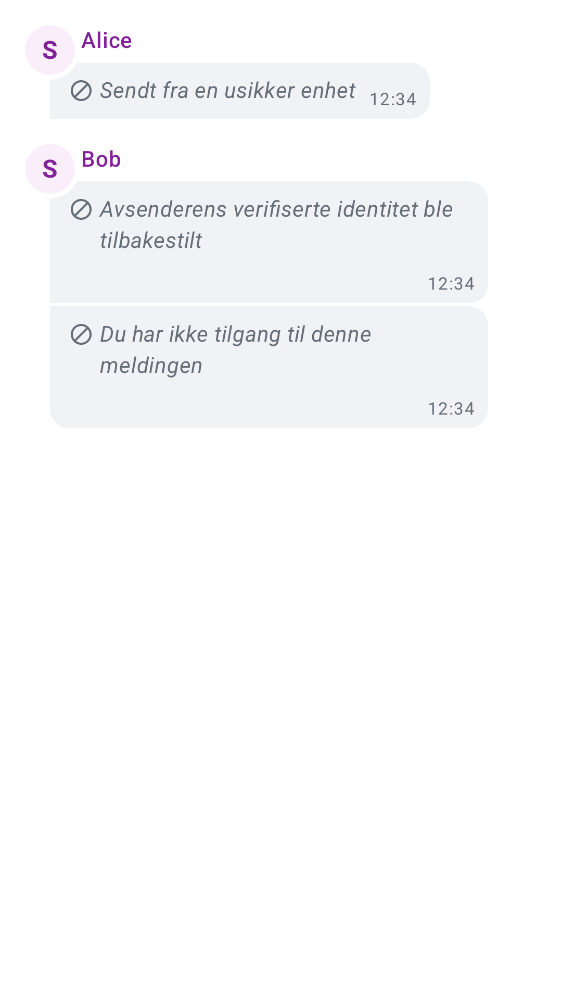 S
Alice
Sendt fra en usikker enhet
12:34
S
Bob
Avsenderens verifiserte identitet ble
tilbakestilt
12:34
Du har ikke tilgang til denne
meldingen
12:34